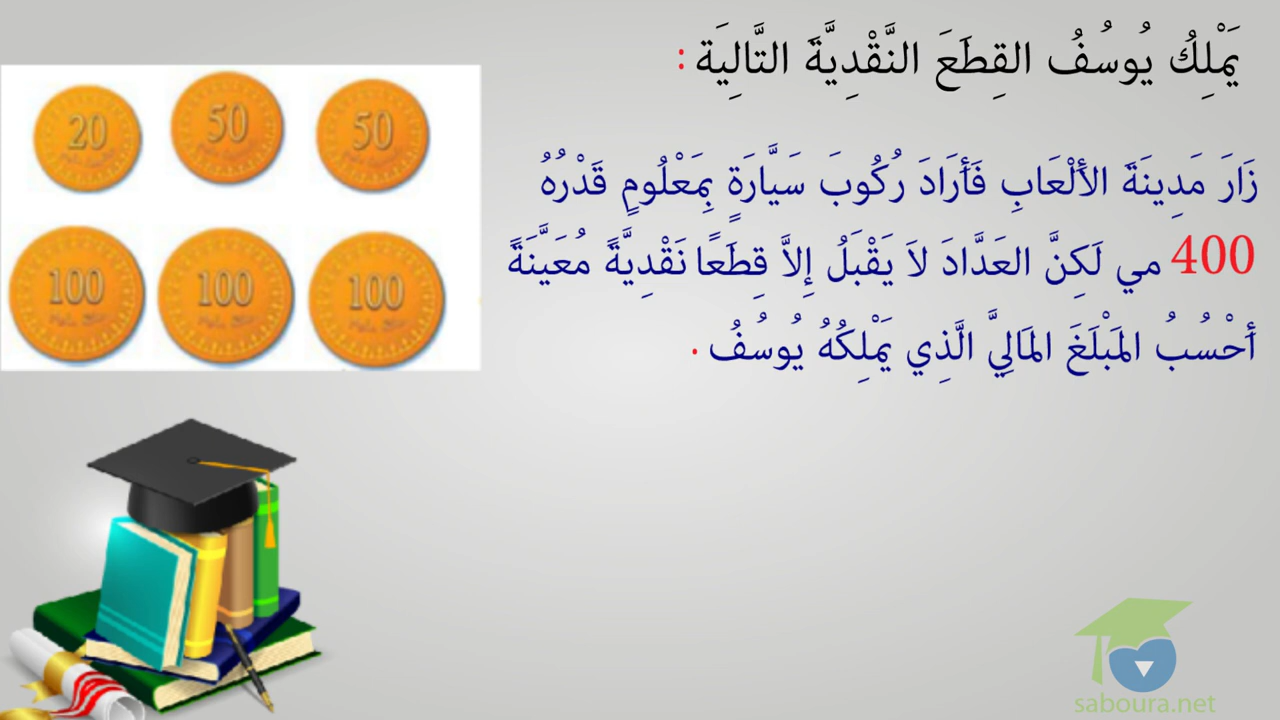 يَمْلِكُ يُوسُفُ القِطَعَ النَّقْدِيَّةَ التَّالِيَة :
20 50 50
100 100 100
زَارَ مَدِينَةَ الأَلْعَابِ فَأَرَادَ رُكُوبَ سَيَّارَةٍ بِمَعْلُومٍ قَدْرُهُ
400 مي لَكِنَّ العَدَّادَ لاَ يَقْبَلُ إِلاَّ قِطَعًا نَقْدِيَّةً مُعَيَّنَةً
أَحْسُبُ المَبْلَغَ المَالِيَّ الَّذِي يَمْلِكُهُ يُوسُفُ .
saboura.net